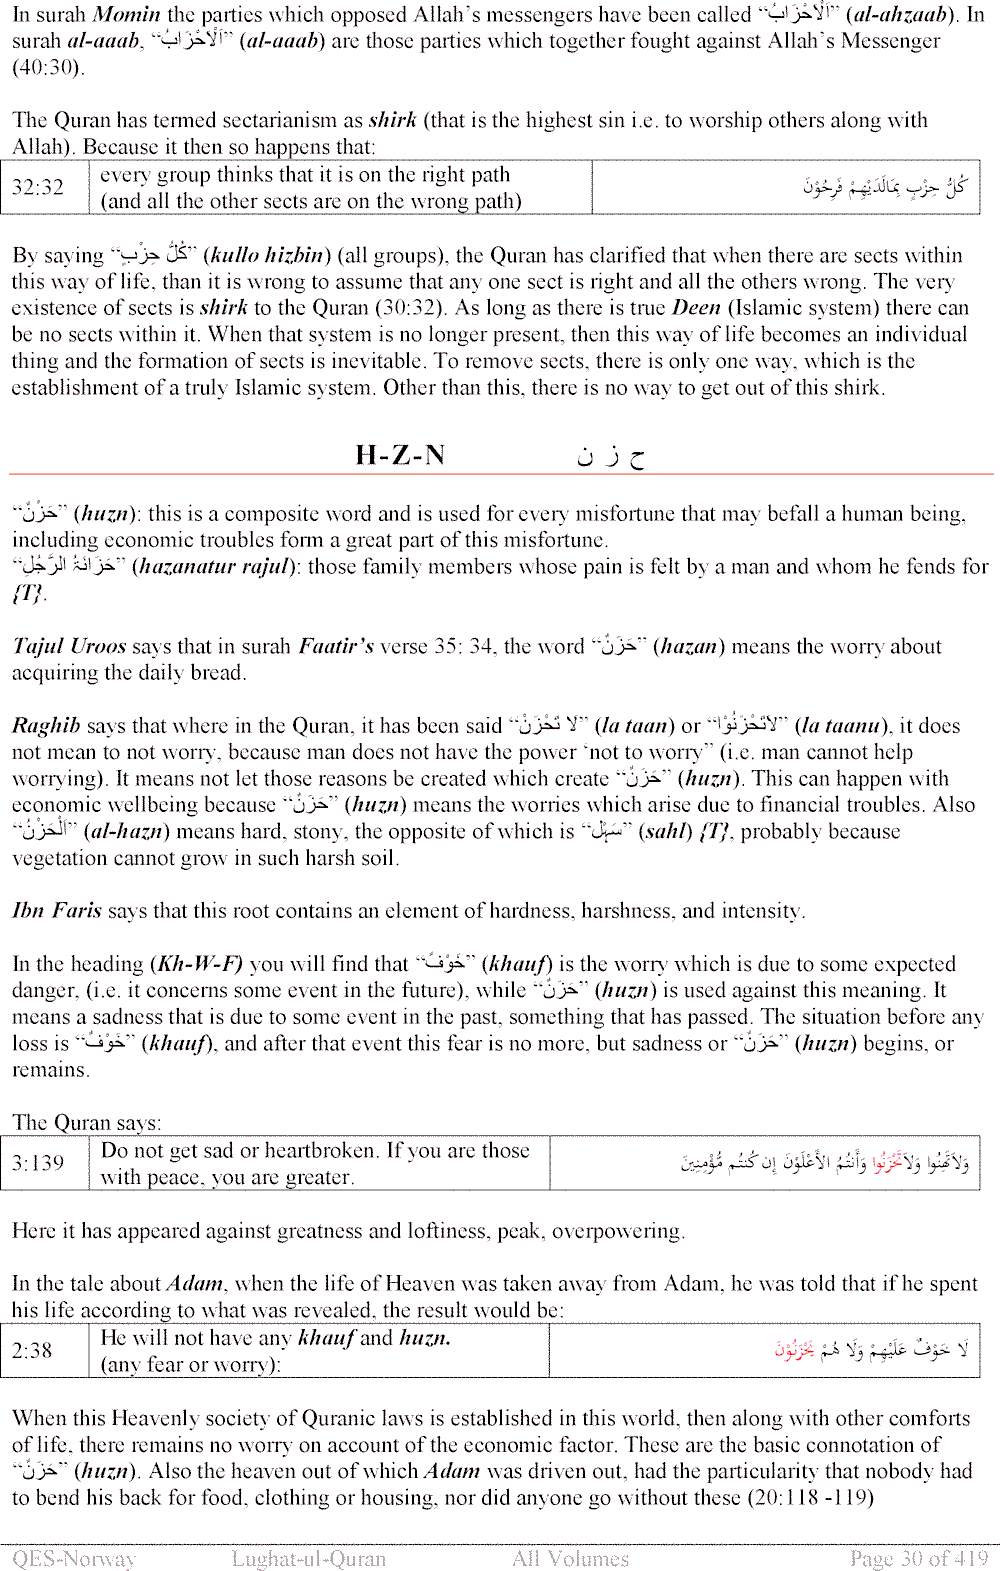 In surah Momin the parties which opposed Allah's messengers have been called “اَلْاَحْزَابُ” (al-ahzaab). In
surah al-aaab, “اَلْاَحْزَابُ” (al-aaab) are those parties which together fought against Allah's Messenger
(40:30).
The Quran has termed sectarianism as shirk (that is the highest sin i.e. to worship others along with
Allah). Because it then so happens that:
32:32 every group thinks that it is on the right path
(and all the other sects are on the wrong path) كُلُّ حِزْبٍ بِمَالَدَيْهِمْ فَرِحُوْنَ
By saying “كُلُّ حِزْبٍ” (kullo hizbin) (all groups), the Quran has clarified that when there are sects within
this way of life, than it is wrong to assume that any one sect is right and all the others wrong. The very
existence of sects is shirk to the Quran (30:32). As long as there is true Deen (Islamic system) there can
be no sects within it. When that system is no longer present, then this way of life becomes an individual
thing and the formation of sects is inevitable. To remove sects, there is only one way, which is the
establishment of a truly Islamic system. Other than this, there is no way to get out of this shirk.
H-Z-N ح ز ن
“حَزْنٌ” (huzn): this is a composite word and is used for every misfortune that may befall a human being,
including economic troubles form a great part of this misfortune.
“حَزَانَۃُ الرَّجُلِ” (hazanatur rajul): those family members whose pain is felt by a man and whom he fends for
{T}.
Tajul Uroos says that in surah Faatir's verse 35: 34, the word “حَزَنٌ” (hazan) means the worry about
acquiring the daily bread.
Raghib says that where in the Quran, it has been said “لا تَحْزَنْ” (la taan) or “لاَتَحْزَنُوْا” (la taanu), it does
not mean to not worry, because man does not have the power ‘not to worry” (i.e. man cannot help
worrying). It means not let those reasons be created which create “حَزَنٌ” (huzn). This can happen with
economic wellbeing because “حَزَنٌ” (huzn) means the worries which arise due to financial troubles. Also
“اَلْحَزْنُ” (al-hazn) means hard, stony, the opposite of which is “سَہْل” (sahl) {T}, probably because
vegetation cannot grow in such harsh soil.
Ibn Faris says that this root contains an element of hardness, harshness, and intensity.
In the heading (Kh-W-F) you will find that “خَوْفٌ” (khauf) is the worry which is due to some expected
danger, (i.e. it concerns some event in the future), while “حَزَنٌ” (huzn) is used against this meaning. It
means a sadness that is due to some event in the past, something that has passed. The situation before any
loss is “خَوْفٌ” (khauf), and after that event this fear is no more, but sadness or “حَزَنٌ” (huzn) begins, or
remains.
The Quran says:
3:139 Do not get sad or heartbroken. If you are those
with peace, you are greater. وَلاَتَهِنُوا وَلاَتَحْزَنُوا وَأَنتُمُ الأَعْلَوْنَ إِن كُنتُم مُّؤْمِنِينَ
Here it has appeared against greatness and loftiness, peak, overpowering.
In the tale about Adam, when the life of Heaven was taken away from Adam, he was told that if he spent
his life according to what was revealed, the result would be:
2:38 He will not have any khauf and huzn.
(any fear or worry): لَا خَوْفٌ عَلَيْهِمْ وَلَا هُمْ يَحْزَنُوْنَ
When this Heavenly society of Quranic laws is established in this world, then along with other comforts
of life, there remains no worry on account of the economic factor. These are the basic connotation of
“حَزَنٌ” (huzn). Also the heaven out of which Adam was driven out, had the particularity that nobody had
to bend his back for food, clothing or housing, nor did anyone go without these (20:118 -119)
QES-Norway Lughat-ul-Quran All Volumes Page 30 of 419